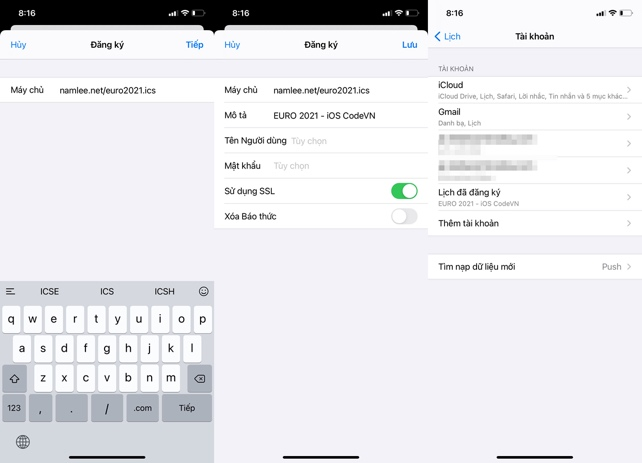 8:16
Hủy
Đăng ký
Tiếp
Máy chủ
namlee.net/euro2021.ics
ICSE
ICS
ICSH
q w e r t y u i o p
a s d f g h j k l
z x c v b n m
123 , . / .com Tiếp
8:16
Hủy
Đăng ký
Lưu
Máy chủ
namlee.net/euro2021.ics
Mô tả
EURO 2021 - iOS CodeVN
Tên Người dùng
Tùy chọn
Mật khẩu
Tùy chọn
Sử dụng SSL
Xóa Báo thức
8:16
Lịch
Tài khoản
TÀI KHOẢN
iCloud
iCloud Drive, Lịch, Safari, Lời nhắc, Tin nhắn và 5 mục khác...
Gmail
Danh bạ, Lịch
Lịch đã đăng ký
EURO 2021 - iOS CodeVN
Thêm tài khoản
Tìm nạp dữ liệu mới
Push